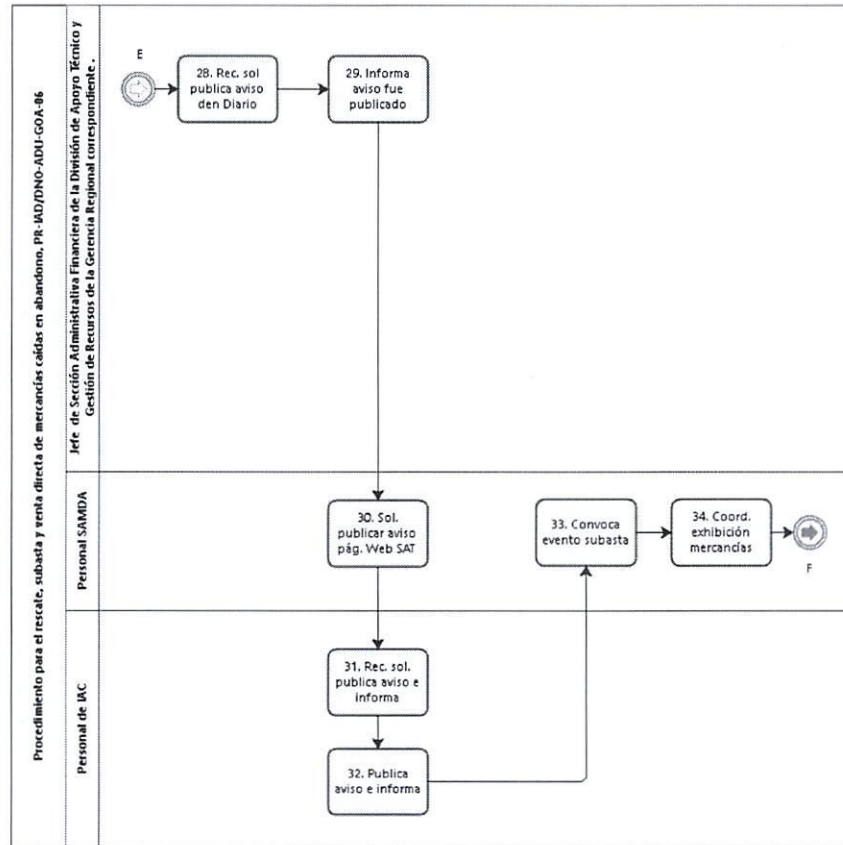 Procedimiento para el rescate, subasta y venta directa de mercancías caídas en abandono, PR-IAD/DNO-ADU-GOA-06
Jefe de Sección Administrativa Financiera de la División de Apoyo Técnico y
Gestión de Recursos de la Gerencia Regional correspondiente .
E
28. Rec. sol
publica aviso
den Diario
29. Informa
aviso fue
publicado
Personal SAMDA
30. Sol.
publicar aviso
pág. Web SAT
33. Convoca
evento subasta
34. Coord.
exhibición
mercancías
F
Personal de IAC
31. Rec. sol.
publica aviso e
informa
32. Publica
aviso e informa